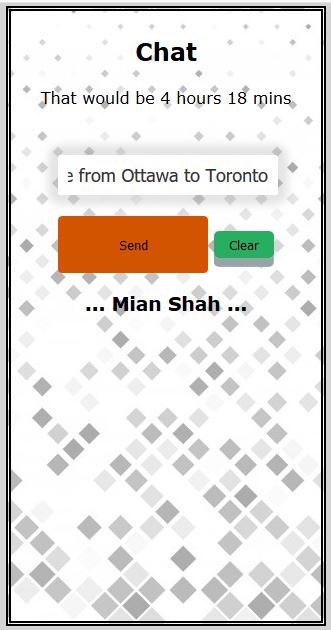 Chat
That would be 4 hours 18 mins
from Ottawa to Toronto
Send
Clear
... Mian Shah ...